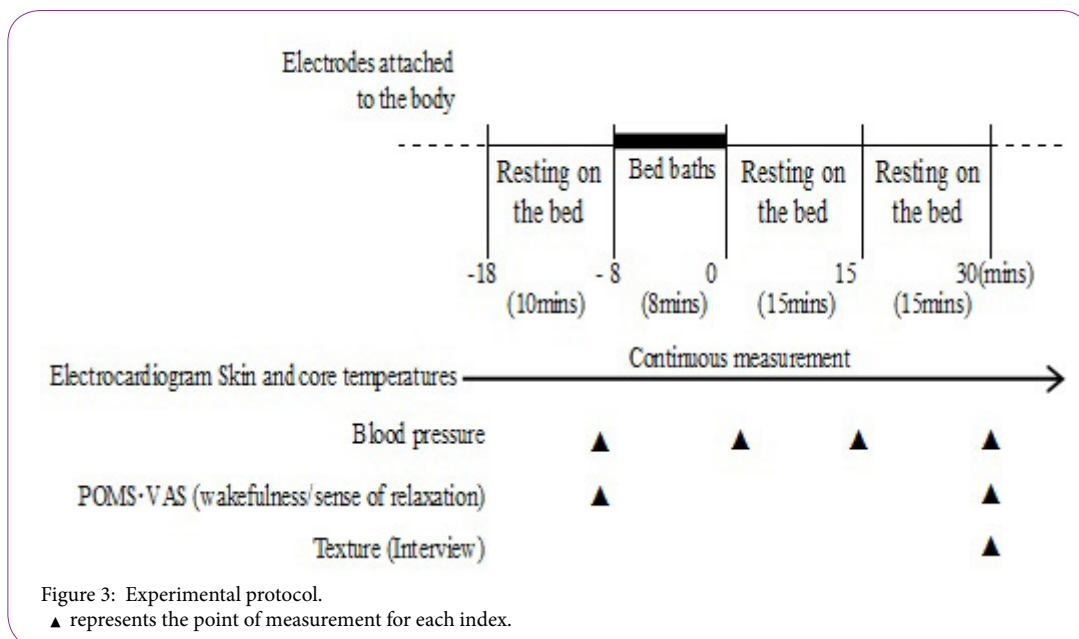 Electrodes attached
to the body
Resting on
the bed
Bed baths
Resting on
the bed
Resting on
the bed
-18 - 8 0 15 30(mins)
(10mins) (8mins) (15mins) (15mins)
Continuous measurement
Electrocardiogram Skin and core temperatures
Blood pressure ▲ ▲ ▲ ▲
POMS·VAS (wakefulness/sense of relaxation) ▲ ▲
Texture (Interview) ▲
Figure 3: Experimental protocol.
▲ represents the point of measurement for each index.